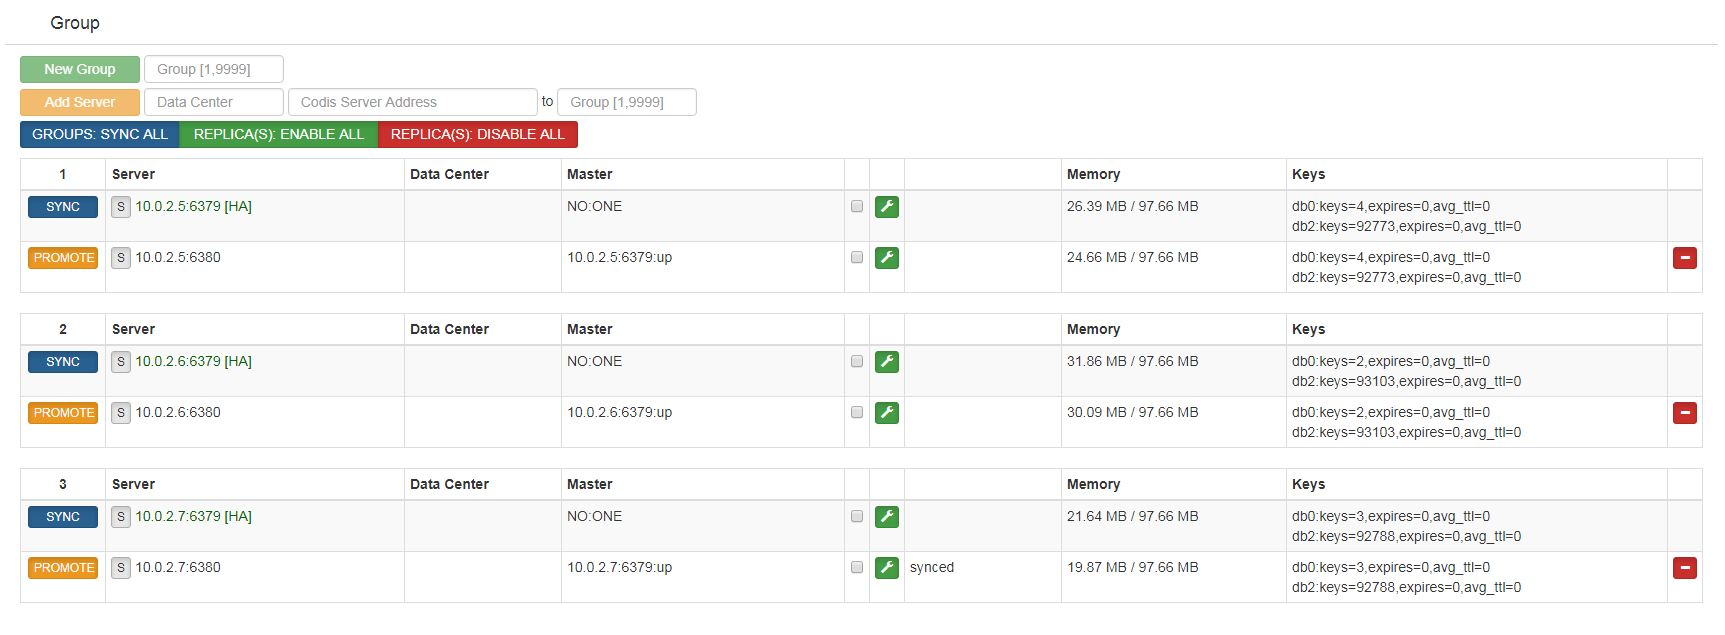 Group
New Group Group [1,9999]
Add Server Data Center Codis Server Address to Group [1,9999]
GROUPS: SYNC ALL REPLICA(S): ENABLE ALL REPLICA(S): DISABLE ALL
1 Server Data Center Master Memory Keys
SYNC S 10.0.2.5:6379 [HA] NO:ONE 26.39 MB / 97.66 MB db0:keys=4,expires=0,avg_ttl=0
db2:keys=92773,expires=0,avg_ttl=0
PROMOTE S 10.0.2.5:6380 10.0.2.5:6379:up 24.66 MB / 97.66 MB db0:keys=4,expires=0,avg_ttl=0
db2:keys=92773,expires=0,avg_ttl=0
2 Server Data Center Master Memory Keys
SYNC S 10.0.2.6:6379 [HA] NO:ONE 31.86 MB / 97.66 MB db0:keys=2,expires=0,avg_ttl=0
db2:keys=93103,expires=0,avg_ttl=0
PROMOTE S 10.0.2.6:6380 10.0.2.6:6379:up 30.09 MB / 97.66 MB db0:keys=2,expires=0,avg_ttl=0
db2:keys=93103,expires=0,avg_ttl=0
3 Server Data Center Master Memory Keys
SYNC S 10.0.2.7:6379 [HA] NO:ONE 21.64 MB / 97.66 MB db0:keys=3,expires=0,avg_ttl=0
db2:keys=92788,expires=0,avg_ttl=0
PROMOTE S 10.0.2.7:6380 10.0.2.7:6379:up synced 19.87 MB / 97.66 MB db0:keys=3,expires=0,avg_ttl=0
db2:keys=92788,expires=0,avg_ttl=0